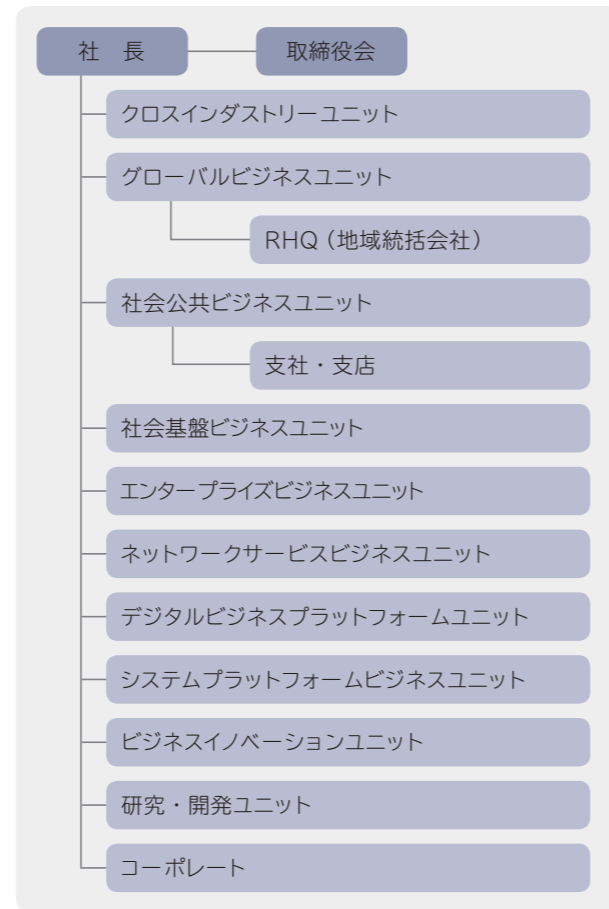 社 長
取締役会
クロスインダストリーユニット
グローバルビジネスユニット
RHQ（地域統括会社）
社会公共ビジネスユニット
支社・支店
社会基盤ビジネスユニット
エンタープライズビジネスユニット
ネットワークサービスビジネスユニット
デジタルビジネスプラットフォームユニット
システムプラットフォームビジネスユニット
ビジネスイノベーションユニット
研究・開発ユニット
コーポレート